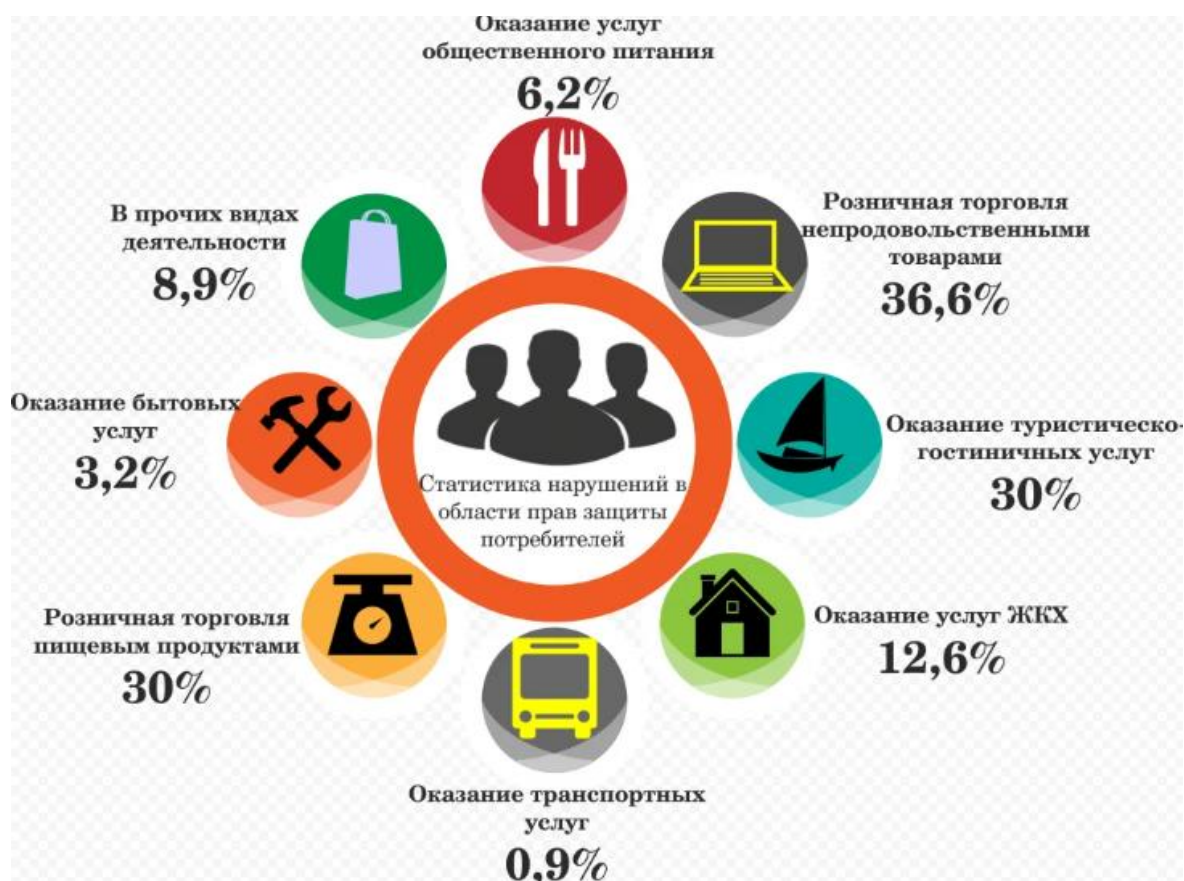 Оказание услуг
общественного питания
6,2%
В прочих видах
деятельности
8,9%
Розничная торговля
непродовольственными
товарами
36,6%
Оказание бытовых
услуг
3,2%
Статистика нарушений в
области прав защиты
потребителей
Оказание туристическо-
гостиничных услуг
30%
Розничная торговля
пищевым продуктами
30%
Оказание услуг ЖКХ
12,6%
Оказание транспортных
услуг
0,9%